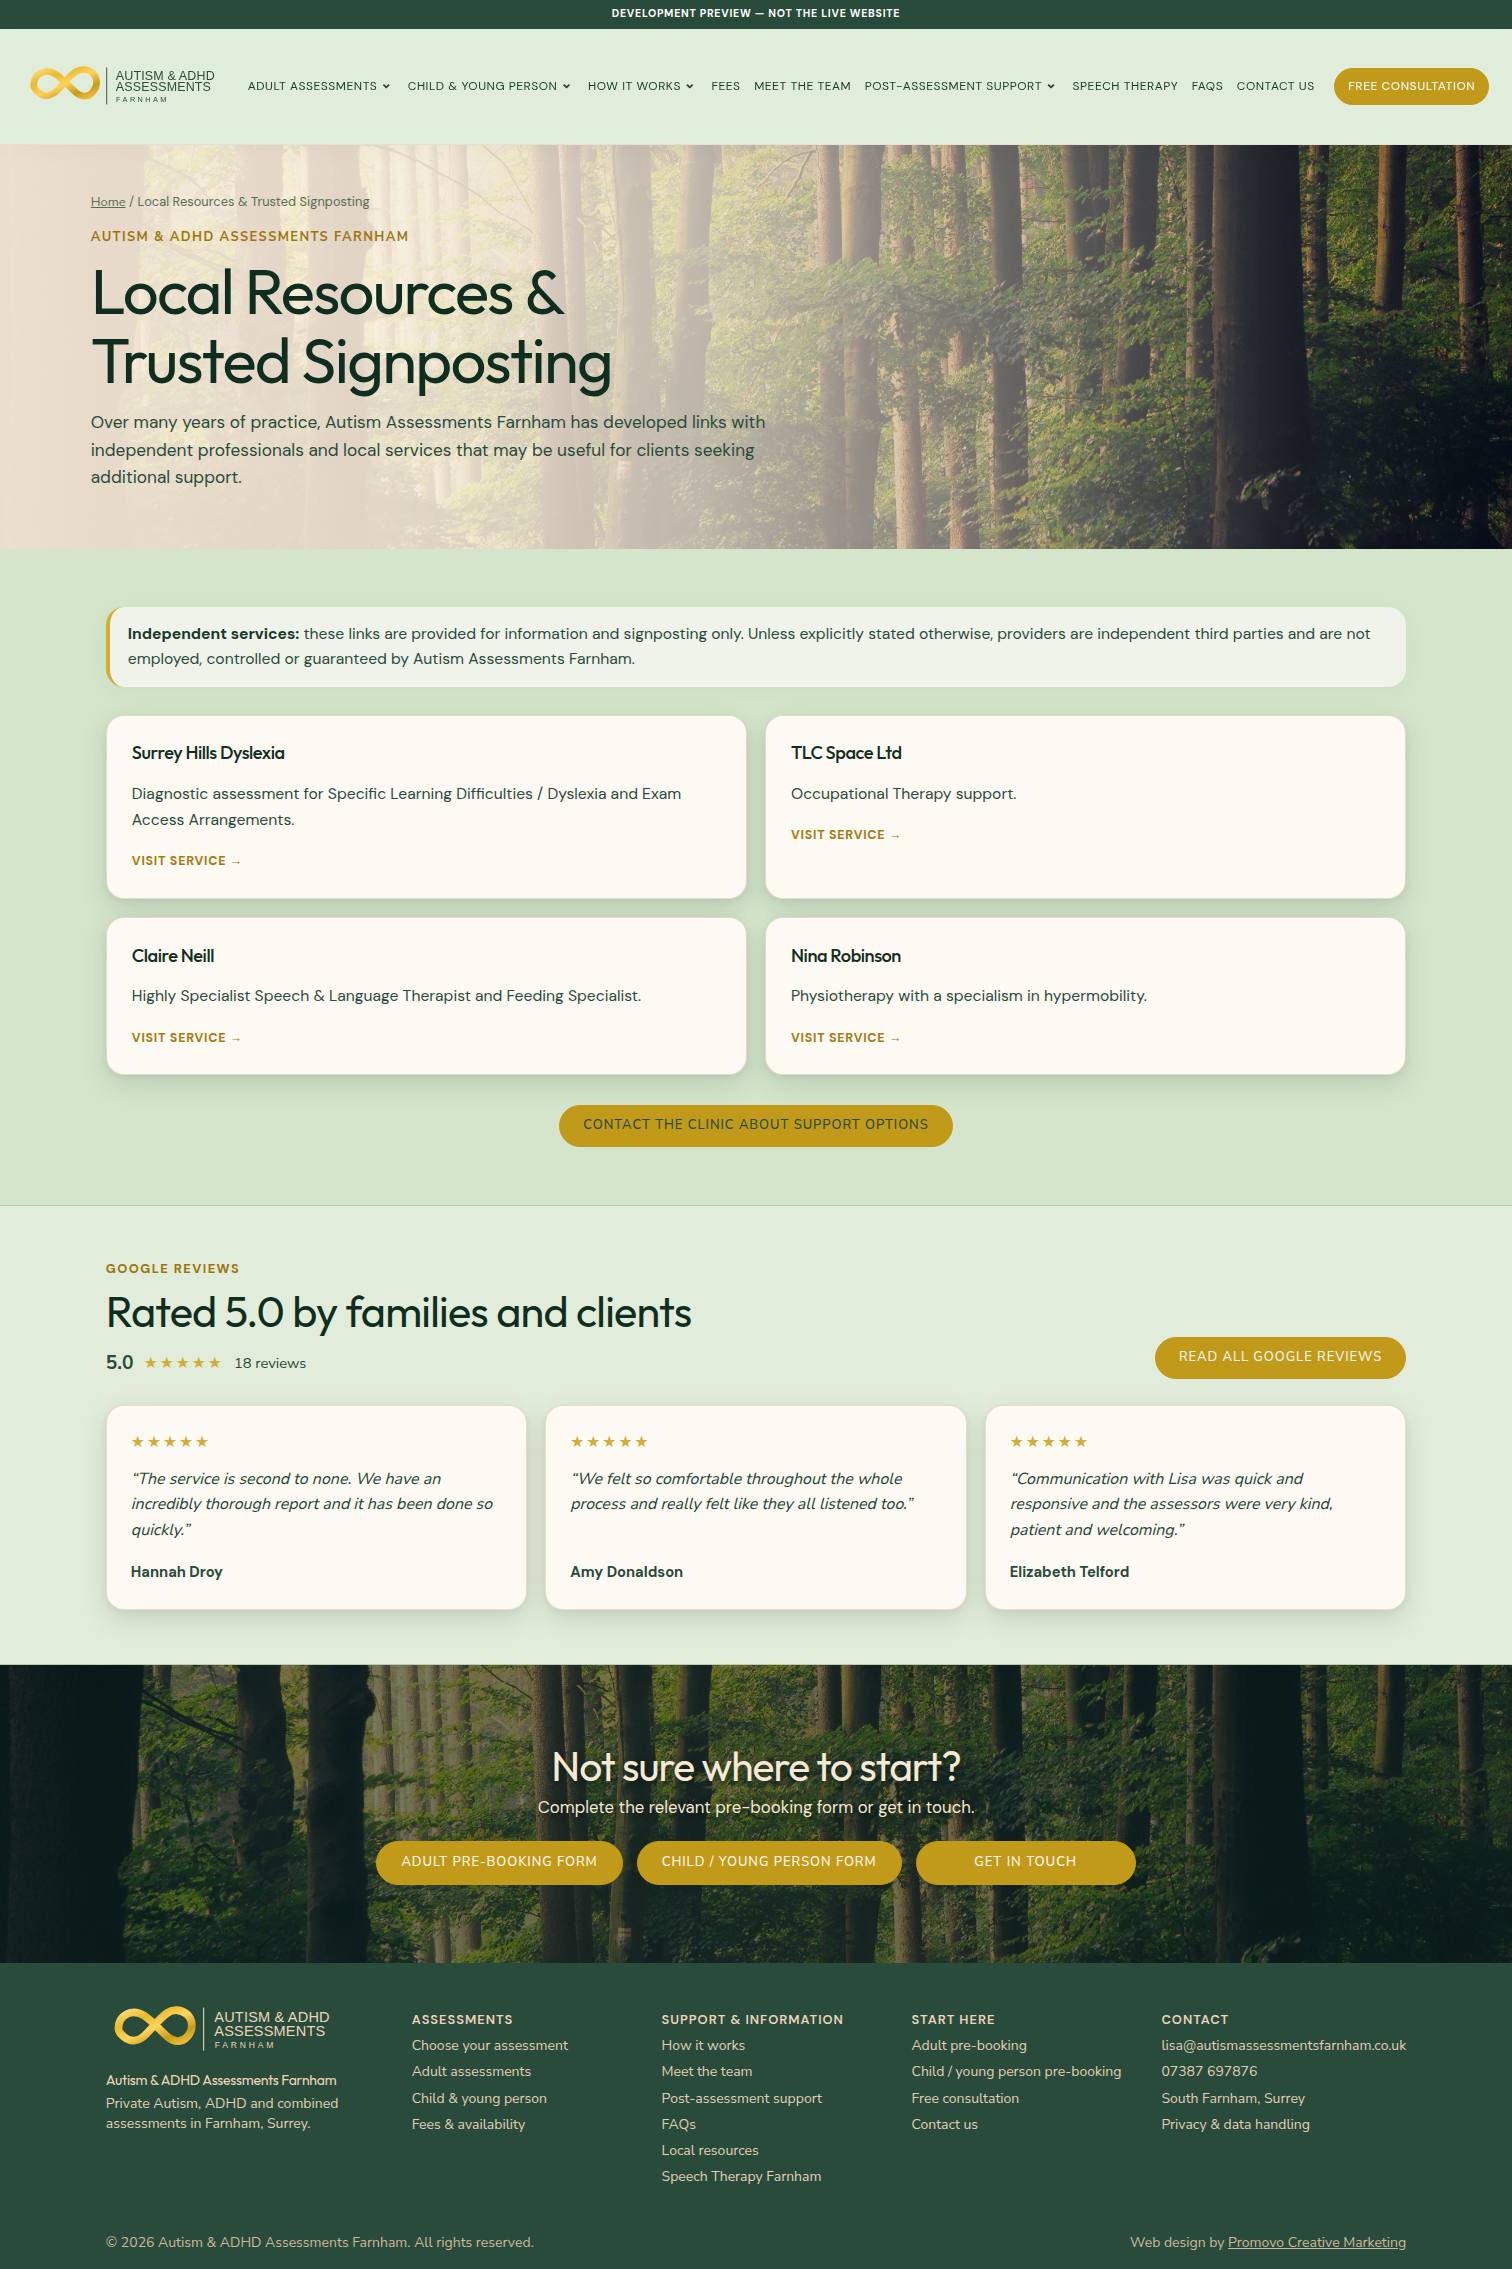 DEVELOPMENT PREVIEW — NOT THE LIVE WEBSITE
AUTISM & ADHD
ASSESSMENTS
FARNHAM
ADULT ASSESSMENTS
CHILD & YOUNG PERSON
HOW IT WORKS
FEES
MEET THE TEAM
POST-ASSESSMENT SUPPORT
SPEECH THERAPY
FAQS
CONTACT US
FREE CONSULTATION
Home / Local Resources & Trusted Signposting
AUTISM & ADHD ASSESSMENTS FARNHAM
Local Resources &
Trusted Signposting
Over many years of practice, Autism Assessments Farnham has developed links with
independent professionals and local services that may be useful for clients seeking
additional support.
Independent services: these links are provided for information and signposting only. Unless explicitly stated otherwise, providers are independent third parties and are not
employed, controlled or guaranteed by Autism Assessments Farnham.
Surrey Hills Dyslexia
Diagnostic assessment for Specific Learning Difficulties / Dyslexia and Exam
Access Arrangements.
VISIT SERVICE →
TLC Space Ltd
Occupational Therapy support.
VISIT SERVICE →
Claire Neill
Highly Specialist Speech & Language Therapist and Feeding Specialist.
VISIT SERVICE →
Nina Robinson
Physiotherapy with a specialism in hypermobility.
VISIT SERVICE →
CONTACT THE CLINIC ABOUT SUPPORT OPTIONS
GOOGLE REVIEWS
Rated 5.0 by families and clients
5.0 ★★★★★ 18 reviews
READ ALL GOOGLE REVIEWS
★★★★★
“The service is second to none. We have an
incredibly thorough report and it has been done so
quickly.”
Hannah Droy
★★★★★
“We felt so comfortable throughout the whole
process and really felt like they all listened too.”
Amy Donaldson
★★★★★
“Communication with Lisa was quick and
responsive and the assessors were very kind,
patient and welcoming.”
Elizabeth Telford
Not sure where to start?
Complete the relevant pre-booking form or get in touch.
ADULT PRE-BOOKING FORM
CHILD / YOUNG PERSON FORM
GET IN TOUCH
AUTISM & ADHD
ASSESSMENTS
FARNHAM
Autism & ADHD Assessments Farnham
Private Autism, ADHD and combined
assessments in Farnham, Surrey.
ASSESSMENTS
Choose your assessment
Adult assessments
Child & young person
Fees & availability
SUPPORT & INFORMATION
How it works
Meet the team
Post-assessment support
FAQs
Local resources
Speech Therapy Farnham
START HERE
Adult pre-booking
Child / young person pre-booking
Free consultation
Contact us
CONTACT
lisa@autismassessmentsfarnham.co.uk
07387 697876
South Farnham, Surrey
Privacy & data handling
© 2026 Autism & ADHD Assessments Farnham. All rights reserved.
Web design by Promovo Creative Marketing